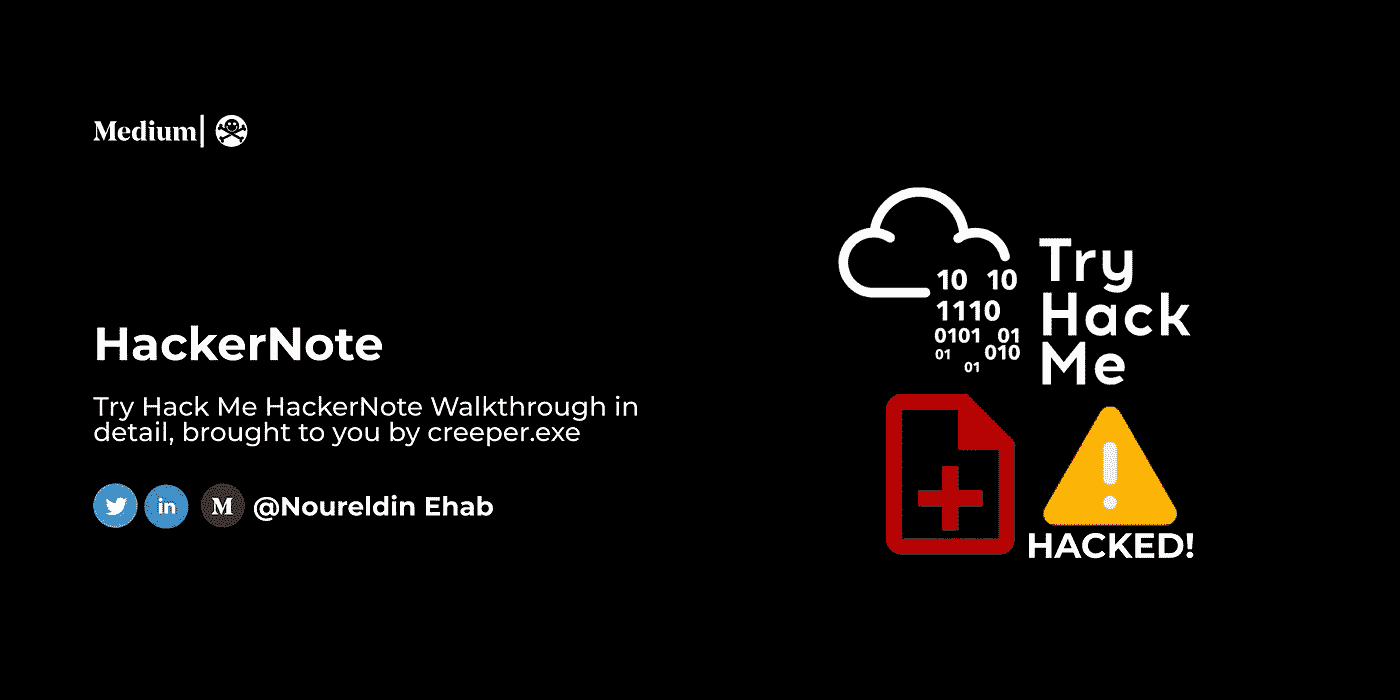 Medium|
HackerNote
Try Hack Me HackerNote Walkthrough in
detail, brought to you by creeper.exe
in M @Noureldin Ehab
10 10
1110
0101 01
01 010
01
Try
Hack
Me
HACKED!